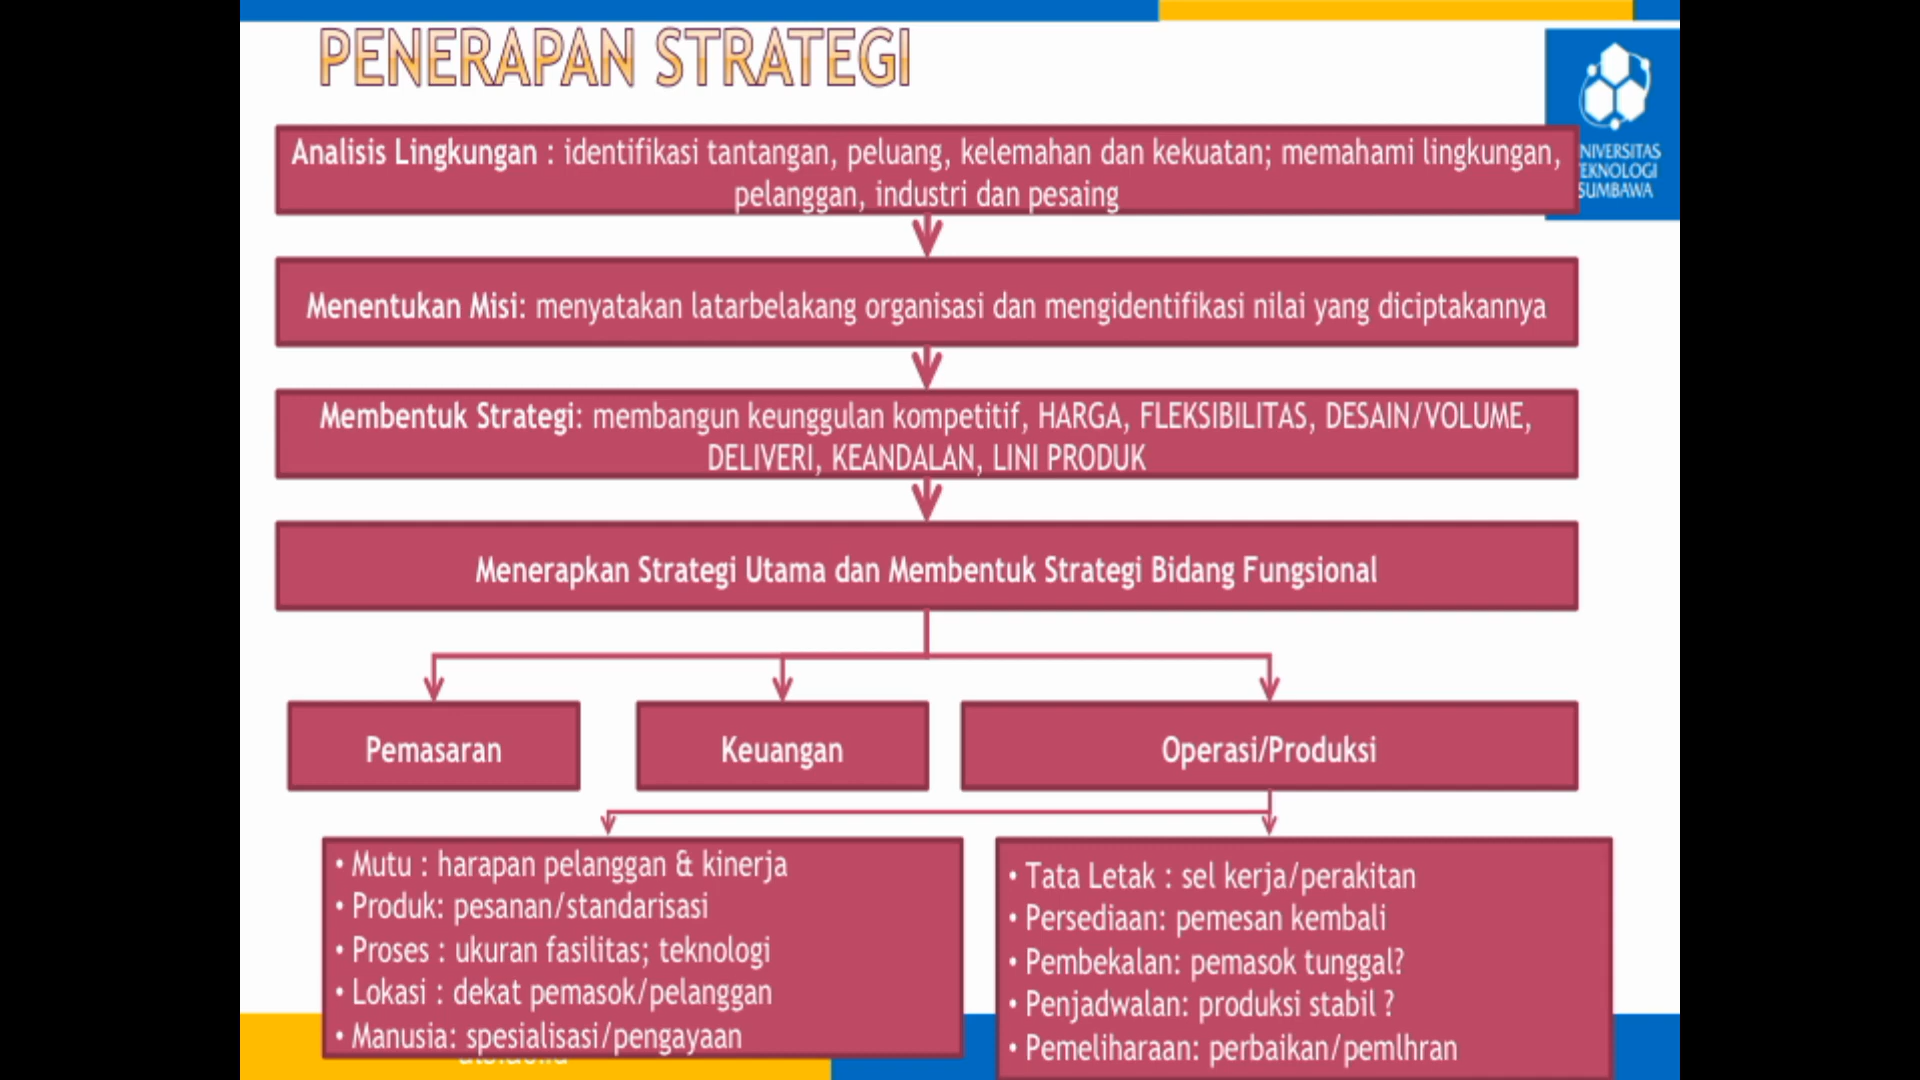 PENERAPAN STRATEGI
Analisis Lingkungan : identifikasi tantangan, peluang, kelemahan dan kekuatan; memahami lingkungan,
pelanggan, industri dan pesaing
NIVERSITAS
EKNOLOGI
SUMBAWA
Menentukan Misi: menyatakan latarbelakang organisasi dan mengidentifikasi nilai yang diciptakannya
Membentuk Strategi: membangun keunggulan kompetitif, HARGA, FLEKSIBILITAS, DESAIN/VOLUME,
DELIVERI, KEANDALAN, LINI PRODUK
Menerapkan Strategi Utama dan Membentuk Strategi Bidang Fungsional
Pemasaran
Keuangan
Operasi/Produksi
• Mutu : harapan pelanggan & kinerja
• Produk: pesanan/standarisasi
• Proses : ukuran fasilitas; teknologi
• Lokasi : dekat pemasok/pelanggan
• Manusia: spesialisasi/pengayaan
• Tata Letak : sel kerja/perakitan
• Persediaan: pemesan kembali
• Pembekalan: pemasok tunggal?
• Penjadwalan: produksi stabil ?
• Pemeliharaan: perbaikan/pemlhran